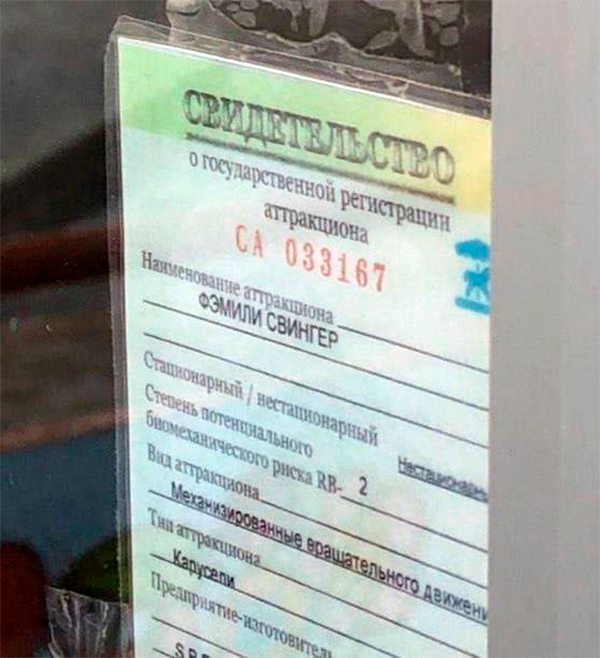 СВИДЕТЕЛЬСТВО
о государственной регистрации
аттракциона
СА 033167
Наименование аттракциона
ФЭМИЛИ СВИНГЕР
Стационарный / нестационарный
Нестационарны
Степень потенциального
биомеханического риска RB- 2
Вид аттракциона
Механизированные вращательного движени
Тип аттракциона
Карусели
Предприятие-изготовитель